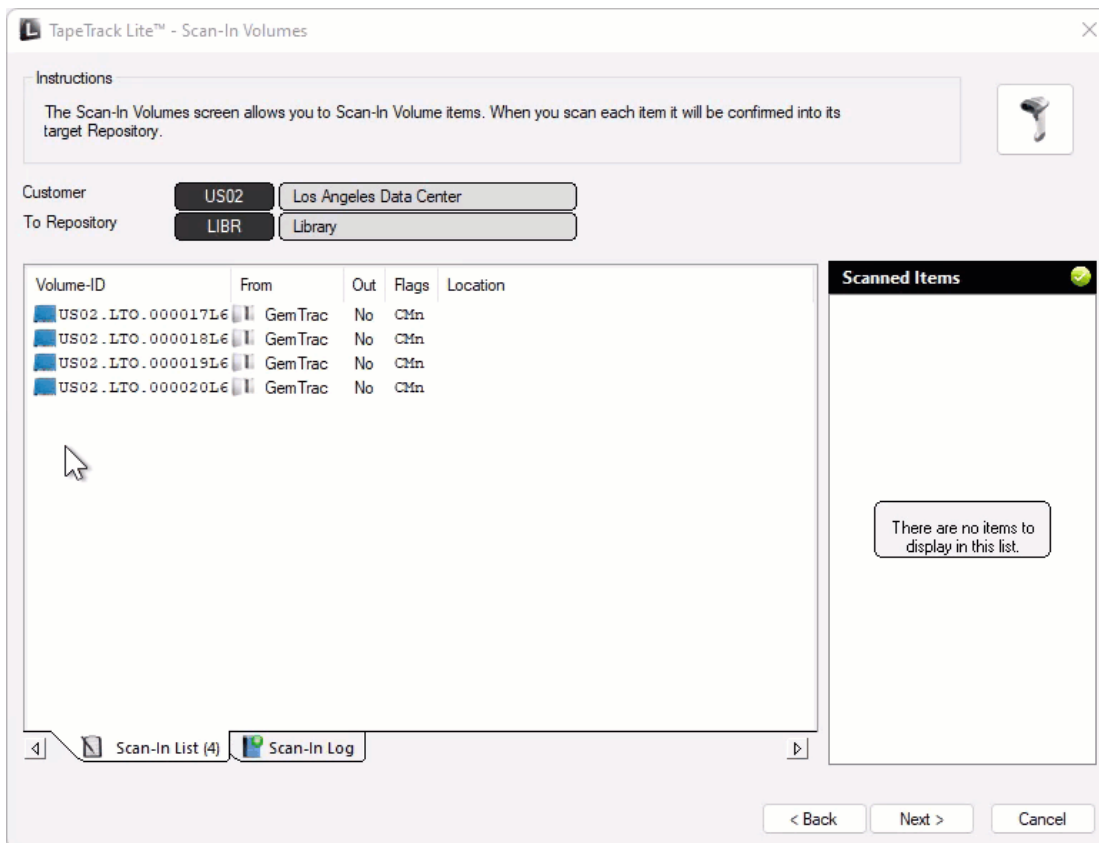 TapeTrack Lite™ - Scan-In Volumes
Instructions
The Scan-In Volumes screen allows you to Scan-In Volume items. When you scan each item it will be confirmed into its
target Repository.
Customer US02 Los Angeles Data Center
To Repository LIBR Library
Volume-ID From Out Flags Location
US02.LTO.000017L6 GemTrac No CMn
US02.LTO.000018L6 GemTrac No CMn
US02.LTO.000019L6 GemTrac No CMn
US02.LTO.000020L6 GemTrac No CMn
Scanned Items
There are no items to
display in this list.
Scan-In List (4) Scan-In Log
< Back Next > Cancel